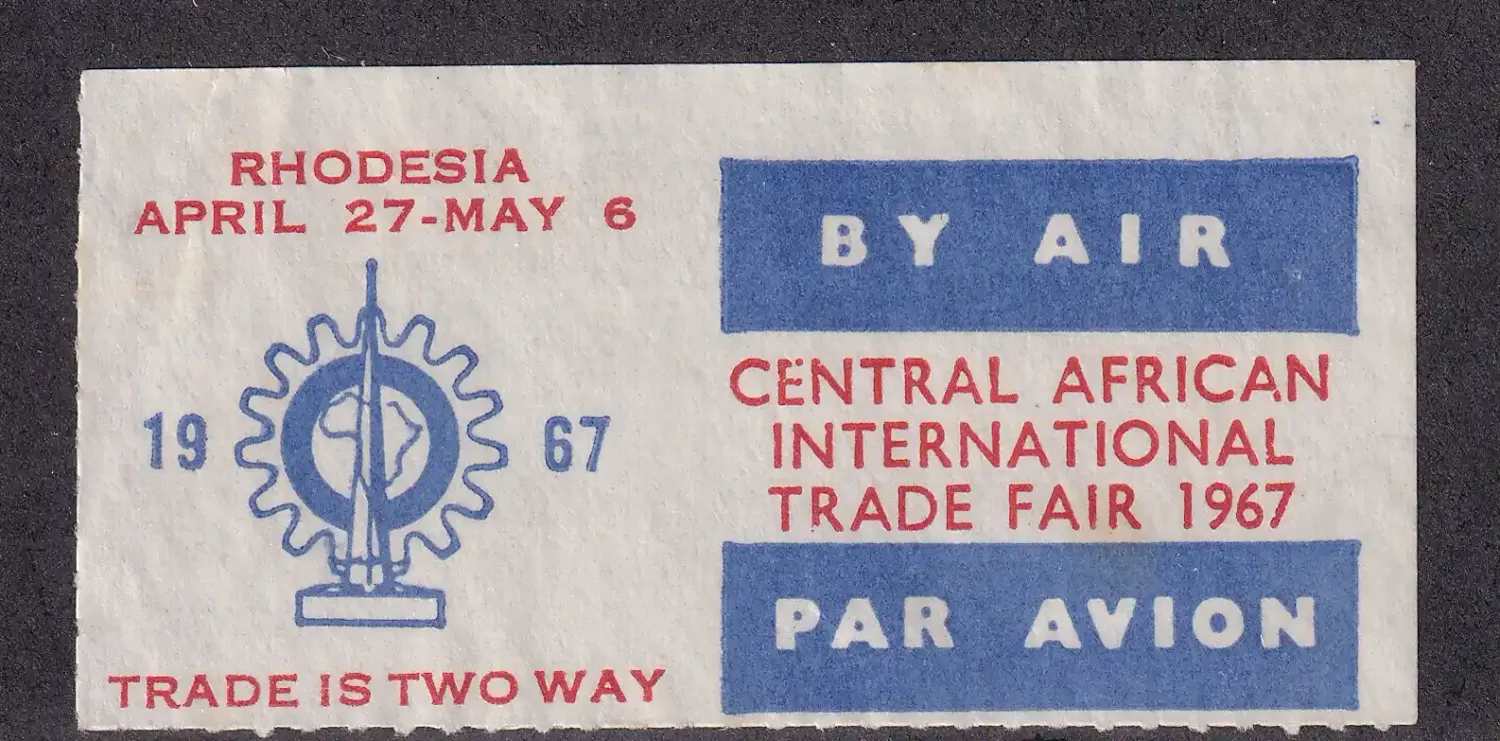 RHODESIA
APRIL 27-MAY 6
19 67
TRADE IS TWO WAY
BY AIR
CENTRAL AFRICAN
INTERNATIONAL
TRADE FAIR 1967
PAR AVION